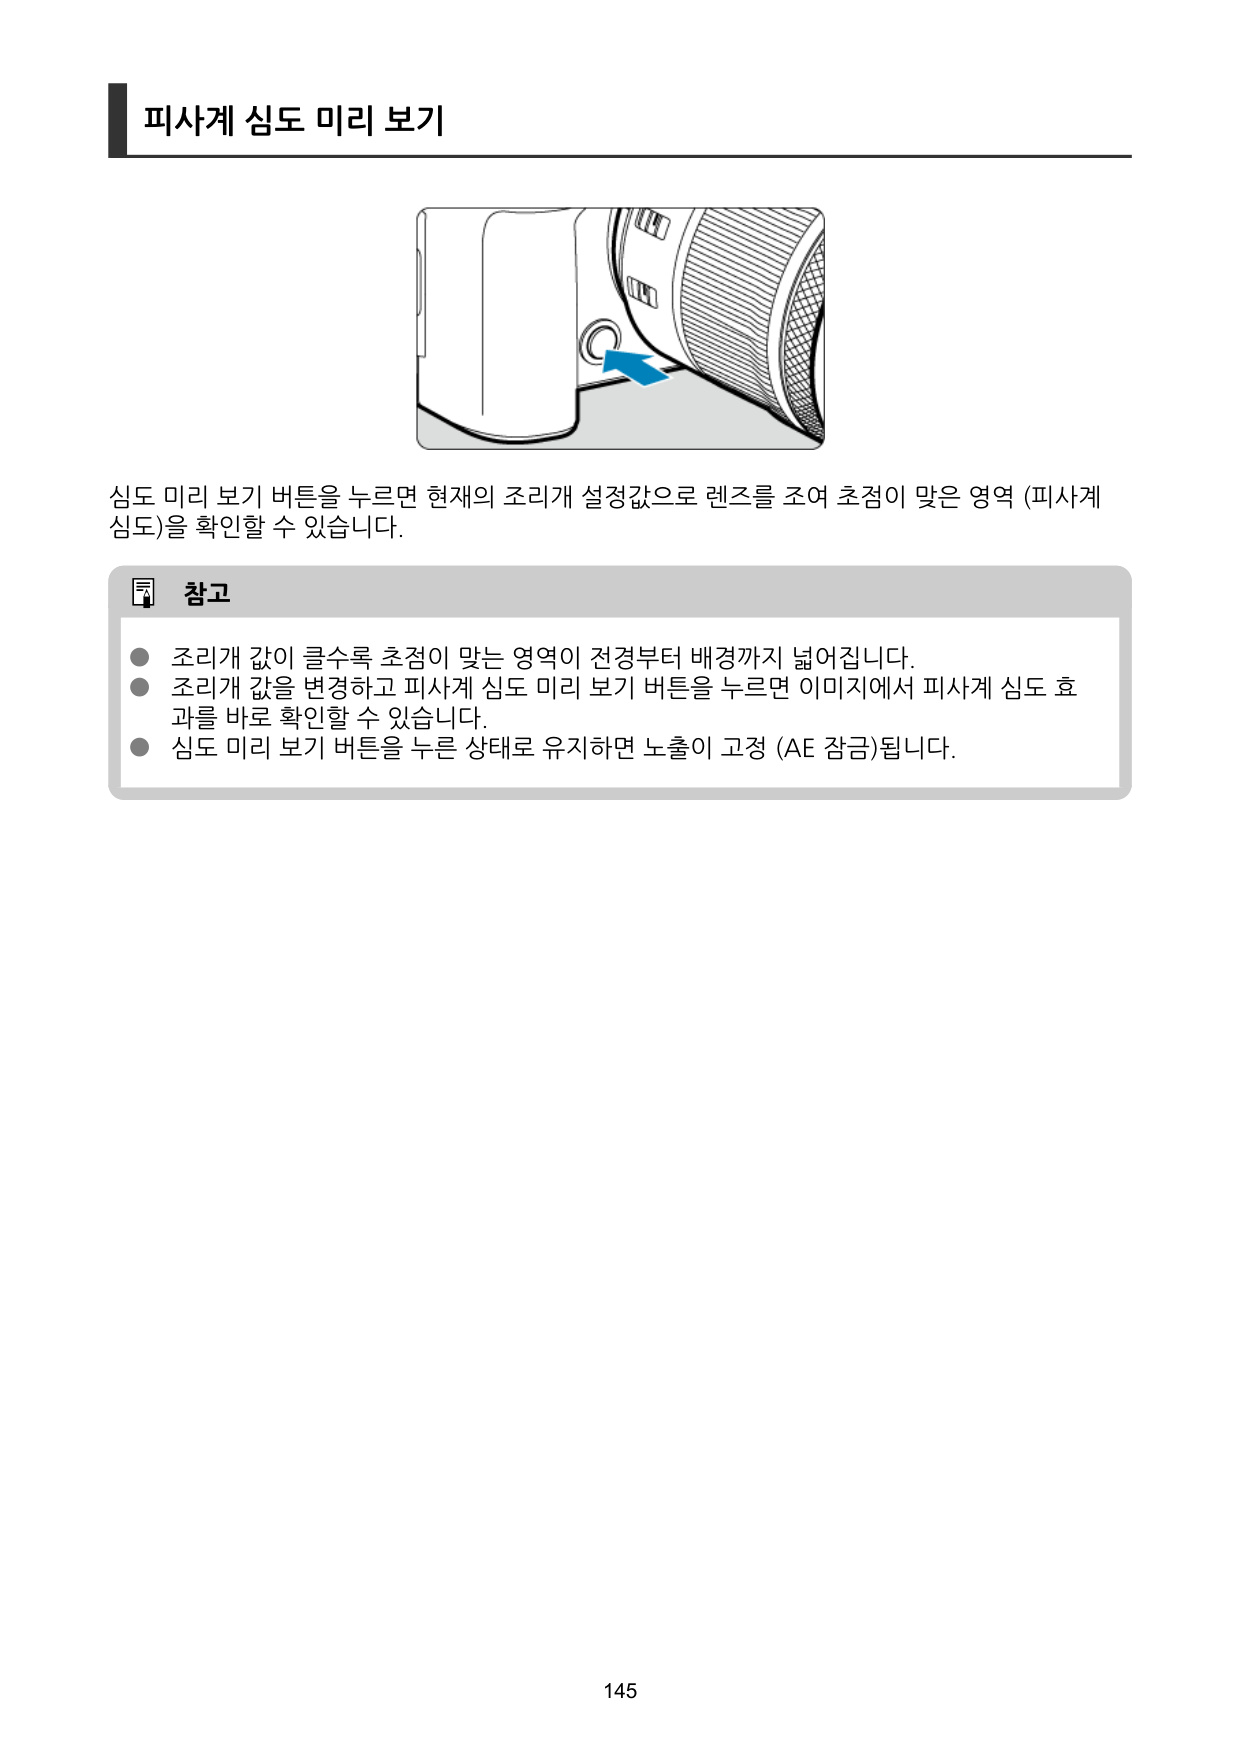 피사계 심도 미리 보기
심도 미리 보기 버튼을 누르면 현재의 조리개 설정값으로 렌즈를 조여 초점이 맞은 영역 (피사계
심도)을 확인할 수 있습니다.
참고
● 조리개 값이 클수록 초점이 맞는 영역이 전경부터 배경까지 넓어집니다.
● 조리개 값을 변경하고 피사계 심도 미리 보기 버튼을 누르면 이미지에서 피사계 심도 효
과를 바로 확인할 수 있습니다.
● 심도 미리 보기 버튼을 누른 상태로 유지하면 노출이 고정 (AE 잠금)됩니다.
145